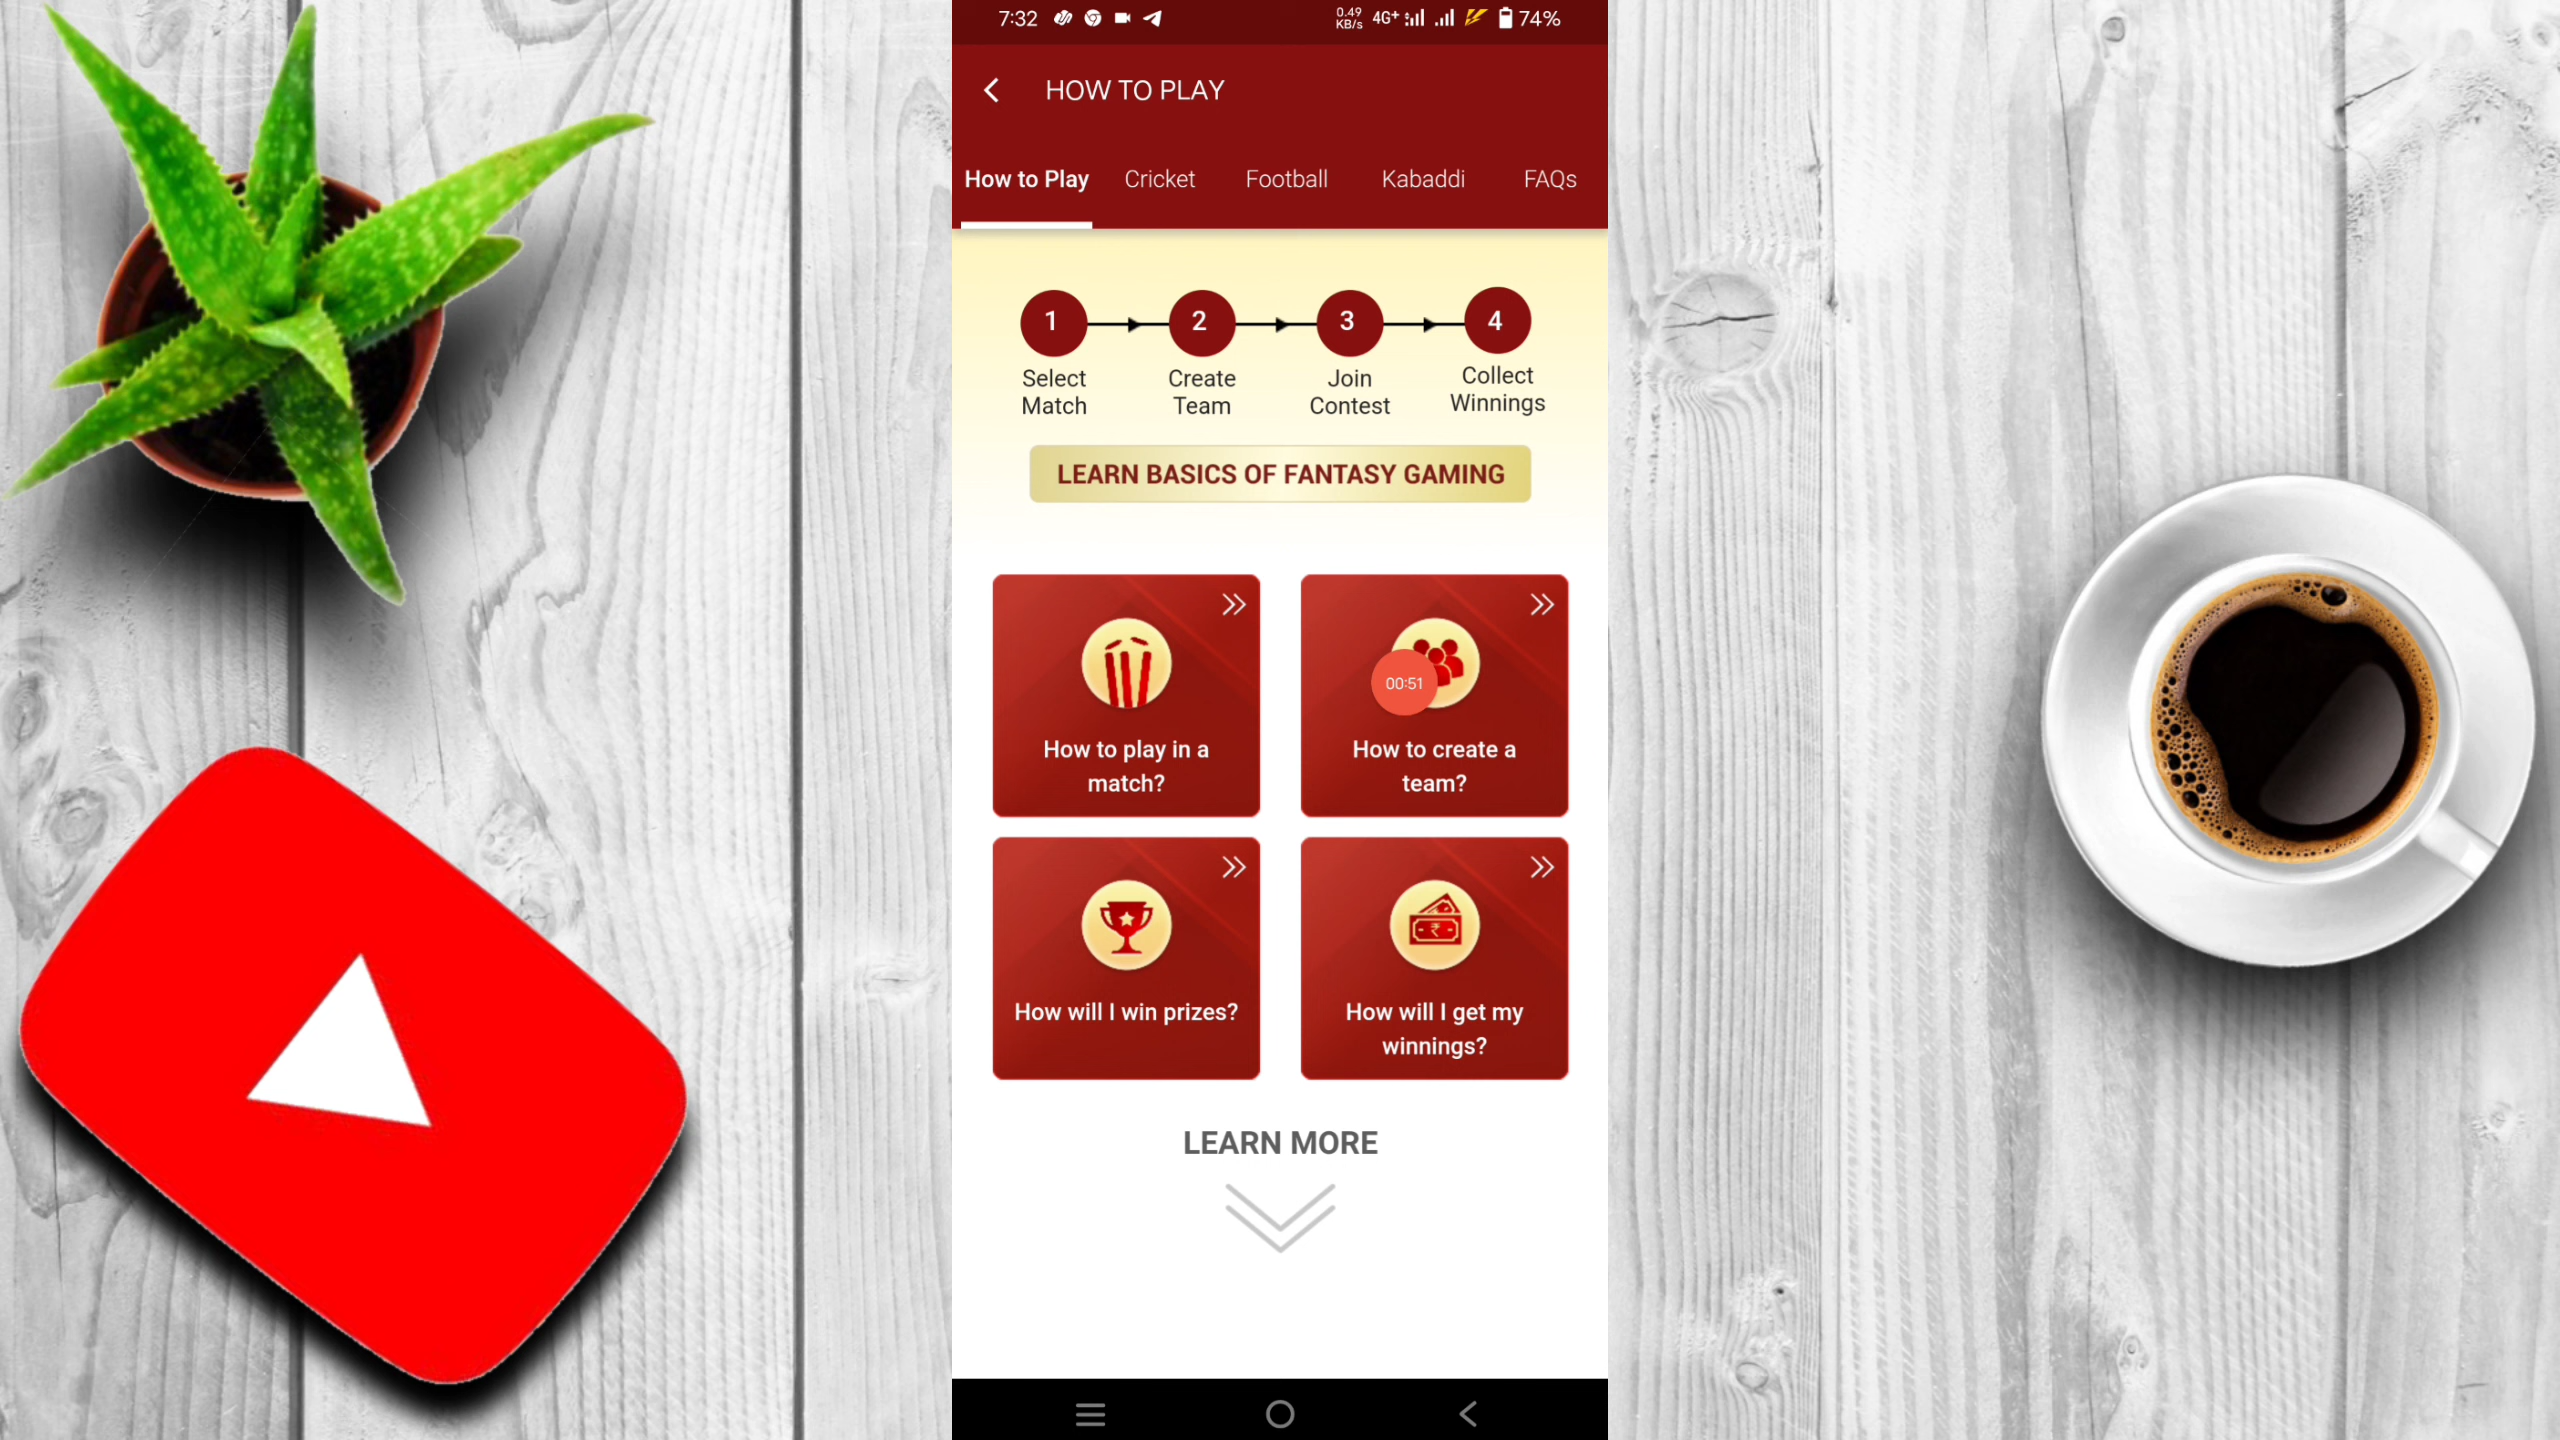 7:32
0.49
KB/s
4G+
74%
HOW TO PLAY
How to Play
Cricket
Football
Kabaddi
FAQs
1
2
3
4
Select
Match
Create
Team
Join
Contest
Collect
Winnings
LEARN BASICS OF FANTASY GAMING
How to play in a
match?
00:51
How to create a
team?
How will I win prizes?
₹
How will I get my
winnings?
LEARN MORE